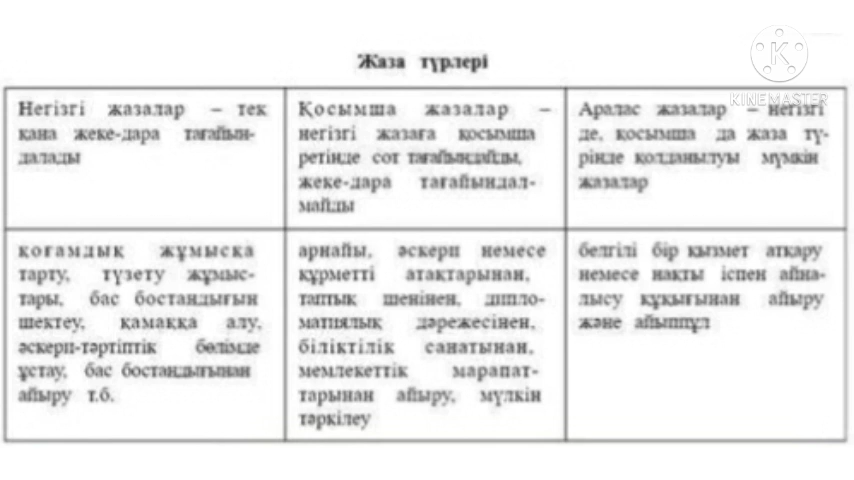 Жаза түрлері
KINEMASTER
Негізгі жазалар – тек
қана жеке-дара тағайын-
далады
Қосымша жазалар –
негізгі жазаға қосымша
ретінде сот тағайындайды,
жеке-дара тағайындал-
майды
Аралас жазалар – негізгі
де, қосымша да жаза тү-
рінде қолданылуы мүмкін
жазалар
қоғамдық жұмысқа
тарту, түзету жұмыс-
тары, бас бостандығын
шектеу, қамаққа алу,
әскери-тәртіптік бөлімде
ұстау, бас бостандығынан
айыру т.б.
арнайы, әскери немесе
құрметті атақтарынан,
таптық шенінен, дипло-
матиялық дәрежесінен,
біліктілік санатынан,
мемлекеттік марапат-
тарынан айыру, мүлкін
тәркілеу
белгілі бір қызмет атқару
немесе нақты іспен айна-
лысу құқығынан айыру
және айыппұл